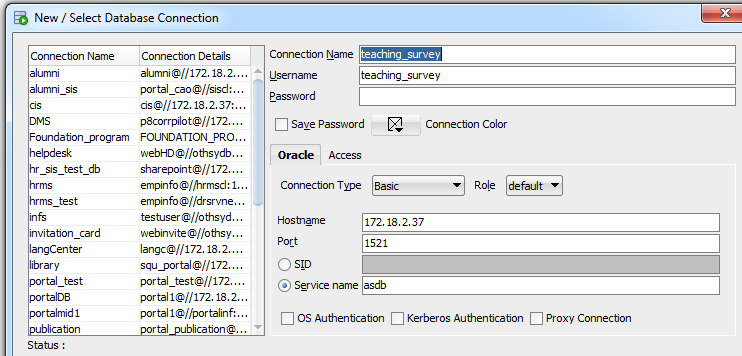 New / Select Database Connection
Connection Name Connection Details
alumni alumni@//172.18.2....
alumni_sis portal_cao@//siscl:...
cis cis@//172.18.2.37:...
DMS p8corrpilot@//172....
Foundation_program FOUNDATION_PRO...
helpdesk webHD@//othsydb...
hr_sis_test_db sharepoint@//172....
hrms empinfo@//hrmscl:1...
hrms_test empinfo@//drsrvne...
infs testuser@//othsyd...
invitation_card webinvite@//othsy...
langCenter langc@//172.18.2...
library squ_portal@//172....
portal_test portal_test@//172....
portalDB portal1@//172.18.2...
portalmid1 portal1@//portalinf:...
publication portal_publication@...
Status :
Connection Name teaching_survey
Username teaching_survey
Password
Save Password Connection Color
Oracle Access
Connection Type Basic Role default
Hostname 172.18.2.37
Port 1521
SID
Service name asdb
OS Authentication Kerberos Authentication Proxy Connection